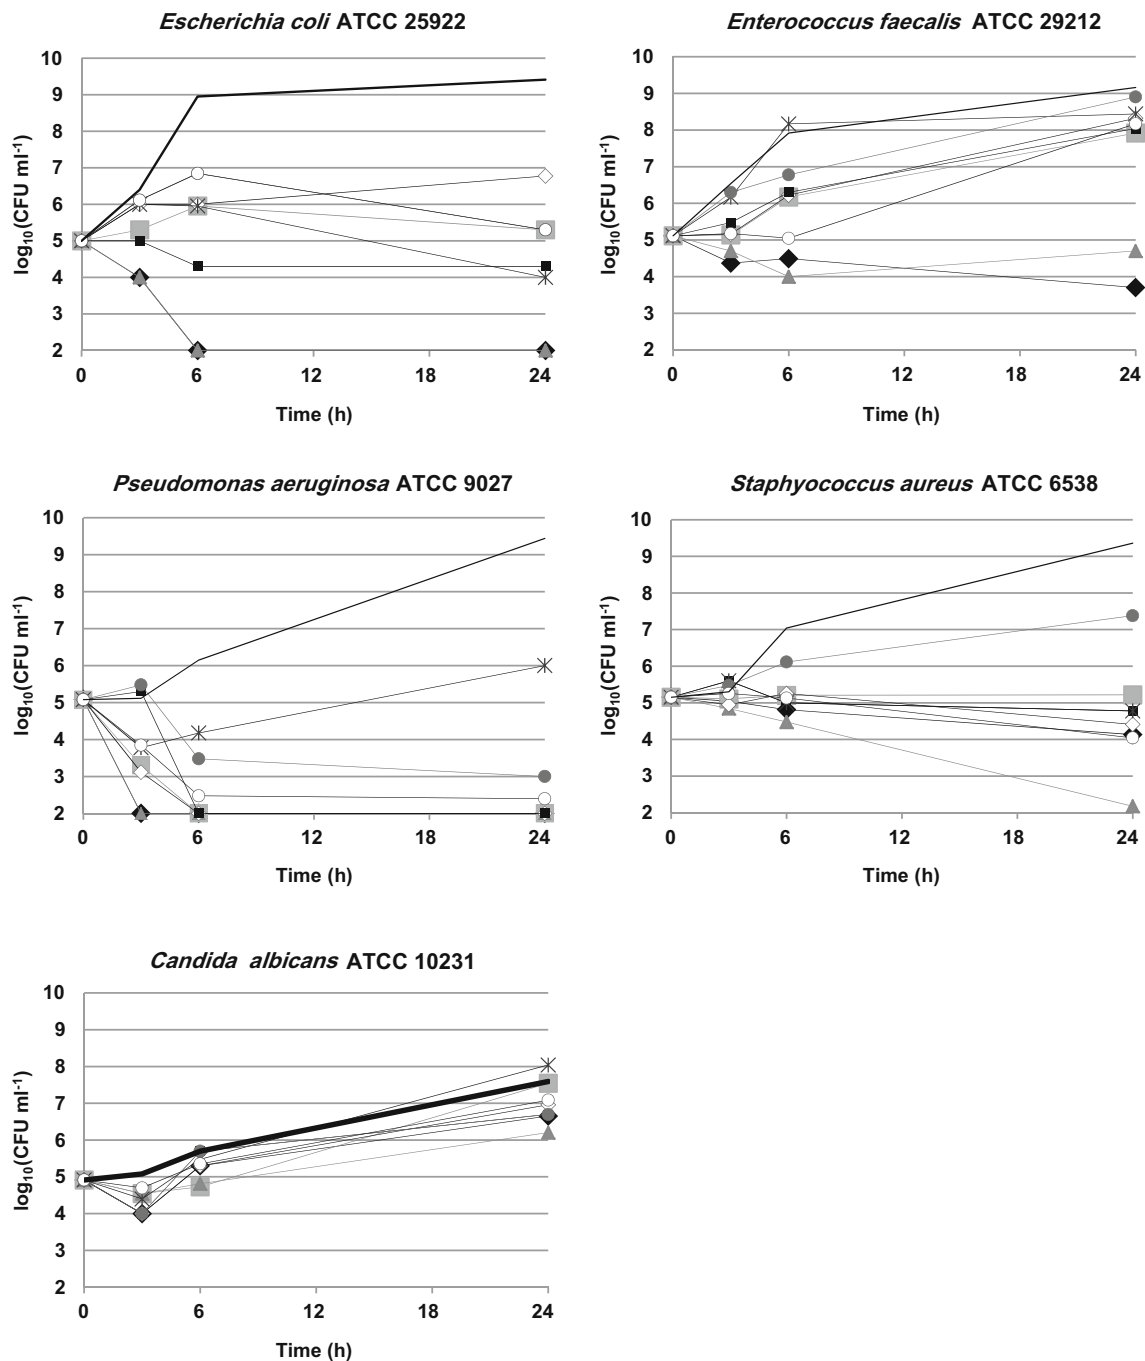 Escherichia coli ATCC 25922
10
9
8
7
6
5
4
3
2
log10(CFU ml-1)
0 6 12 18 24
Time (h)
Enterococcus faecalis ATCC 29212
10
9
8
7
6
5
4
3
2
log10(CFU ml-1)
0 6 12 18 24
Time (h)
Pseudomonas aeruginosa ATCC 9027
10
9
8
7
6
5
4
3
2
log10(CFU ml-1)
0 6 12 18 24
Time (h)
Staphyococcus aureus ATCC 6538
10
9
8
7
6
5
4
3
2
log10(CFU ml-1)
0 6 12 18 24
Time (h)
Candida albicans ATCC 10231
10
9
8
7
6
5
4
3
2
log10(CFU ml-1)
0 6 12 18 24
Time (h)